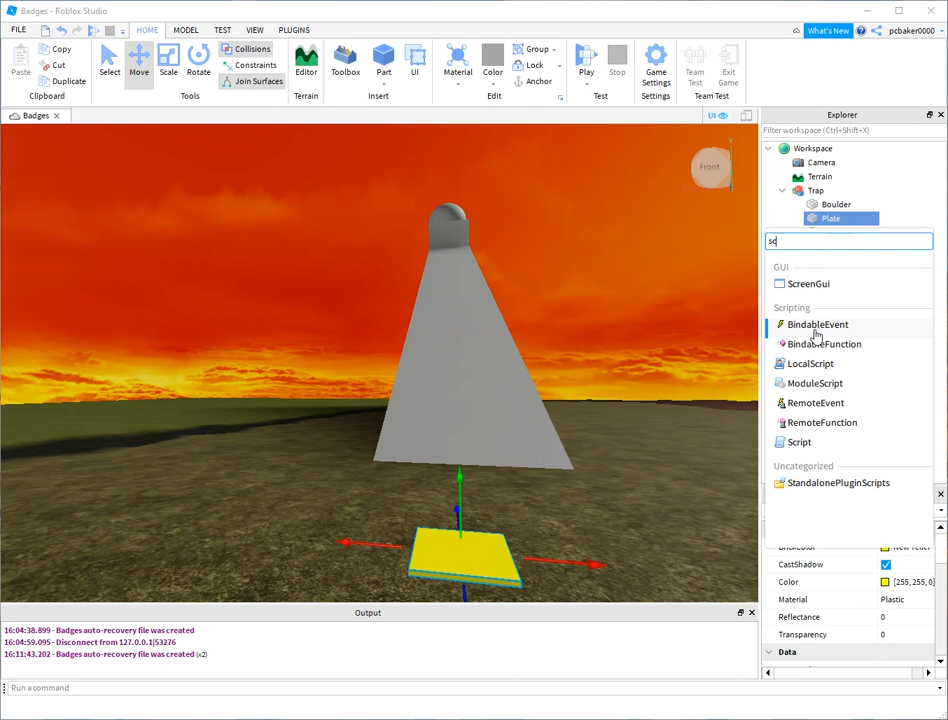 Badges - Roblox Studio
FILE HOME MODEL TEST VIEW PLUGINS What's New pcbaker0000
Paste Copy Cut Duplicate Select Move Scale Rotate Collisions Constraints Join Surfaces Editor Toolbox Part UI Material Color Group Lock Anchor Play Stop Game Settings Team Test Exit Game
Clipboard Tools Terrain Insert Edit Test Settings Team Test
Badges UI
Explorer
Filter workspace (Ctrl+Shift+X)
Workspace
Camera
Terrain
Trap
Boulder
Plate
sc
GUI
ScreenGui
Scripting
BindableEvent
BindableFunction
LocalScript
ModuleScript
RemoteEvent
RemoteFunction
Script
Uncategorized
StandalonePluginScripts
CastShadow
Color [255, 255, 0]
Material Plastic
Reflectance 0
Transparency 0
Data
Front
y
Output
16:04:38.899 - Badges auto-recovery file was created
16:04:59.095 - Disconnect from 127.0.0.1|53276
16:11:43.202 - Badges auto-recovery file was created (x2)
Run a command